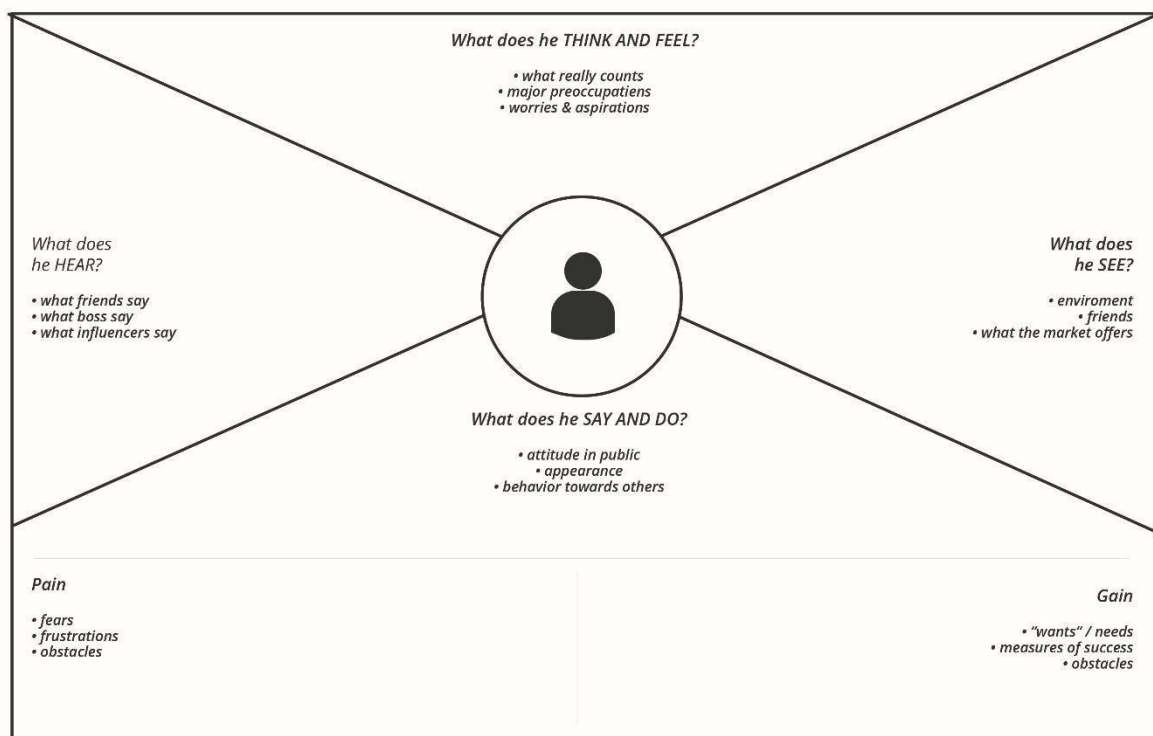 What does he THINK AND FEEL?
• what really counts
• major preoccupatiens
• worries & aspirations
What does
he HEAR?
• what friends say
• what boss say
• what influencers say
What does
he SEE?
• enviroment
• friends
• what the market offers
What does he SAY AND DO?
• attitude in public
• appearance
• behavior towards others
Pain
• fears
• frustrations
• obstacles
Gain
• “wants“ / needs
• measures of success
• obstacles